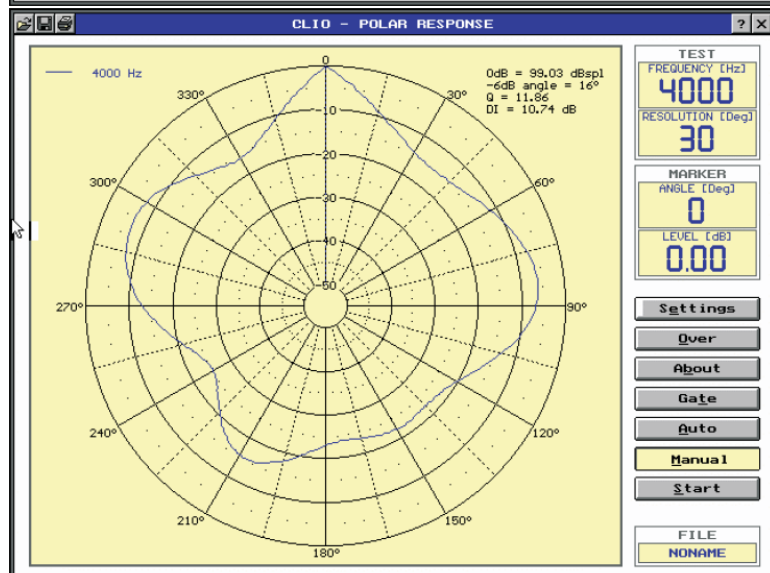 CLIO - POLAR RESPONSE
? X
4000 Hz
0dB = 99.03 dBspl
-6dB angle = 16°
Q = 11.86
DI = 10.74 dB
0
330°
30°
-10
-20
300°
60°
-30
-40
-50
270°
90°
240°
120°
210°
150°
180°
TEST
FREQUENCY [Hz]
4000
RESOLUTION [Deg]
30
MARKER
ANGLE [Deg]
0
LEVEL [dB]
0.00
Settings
Over
About
Gate
Auto
Manual
Start
FILE
NONAME